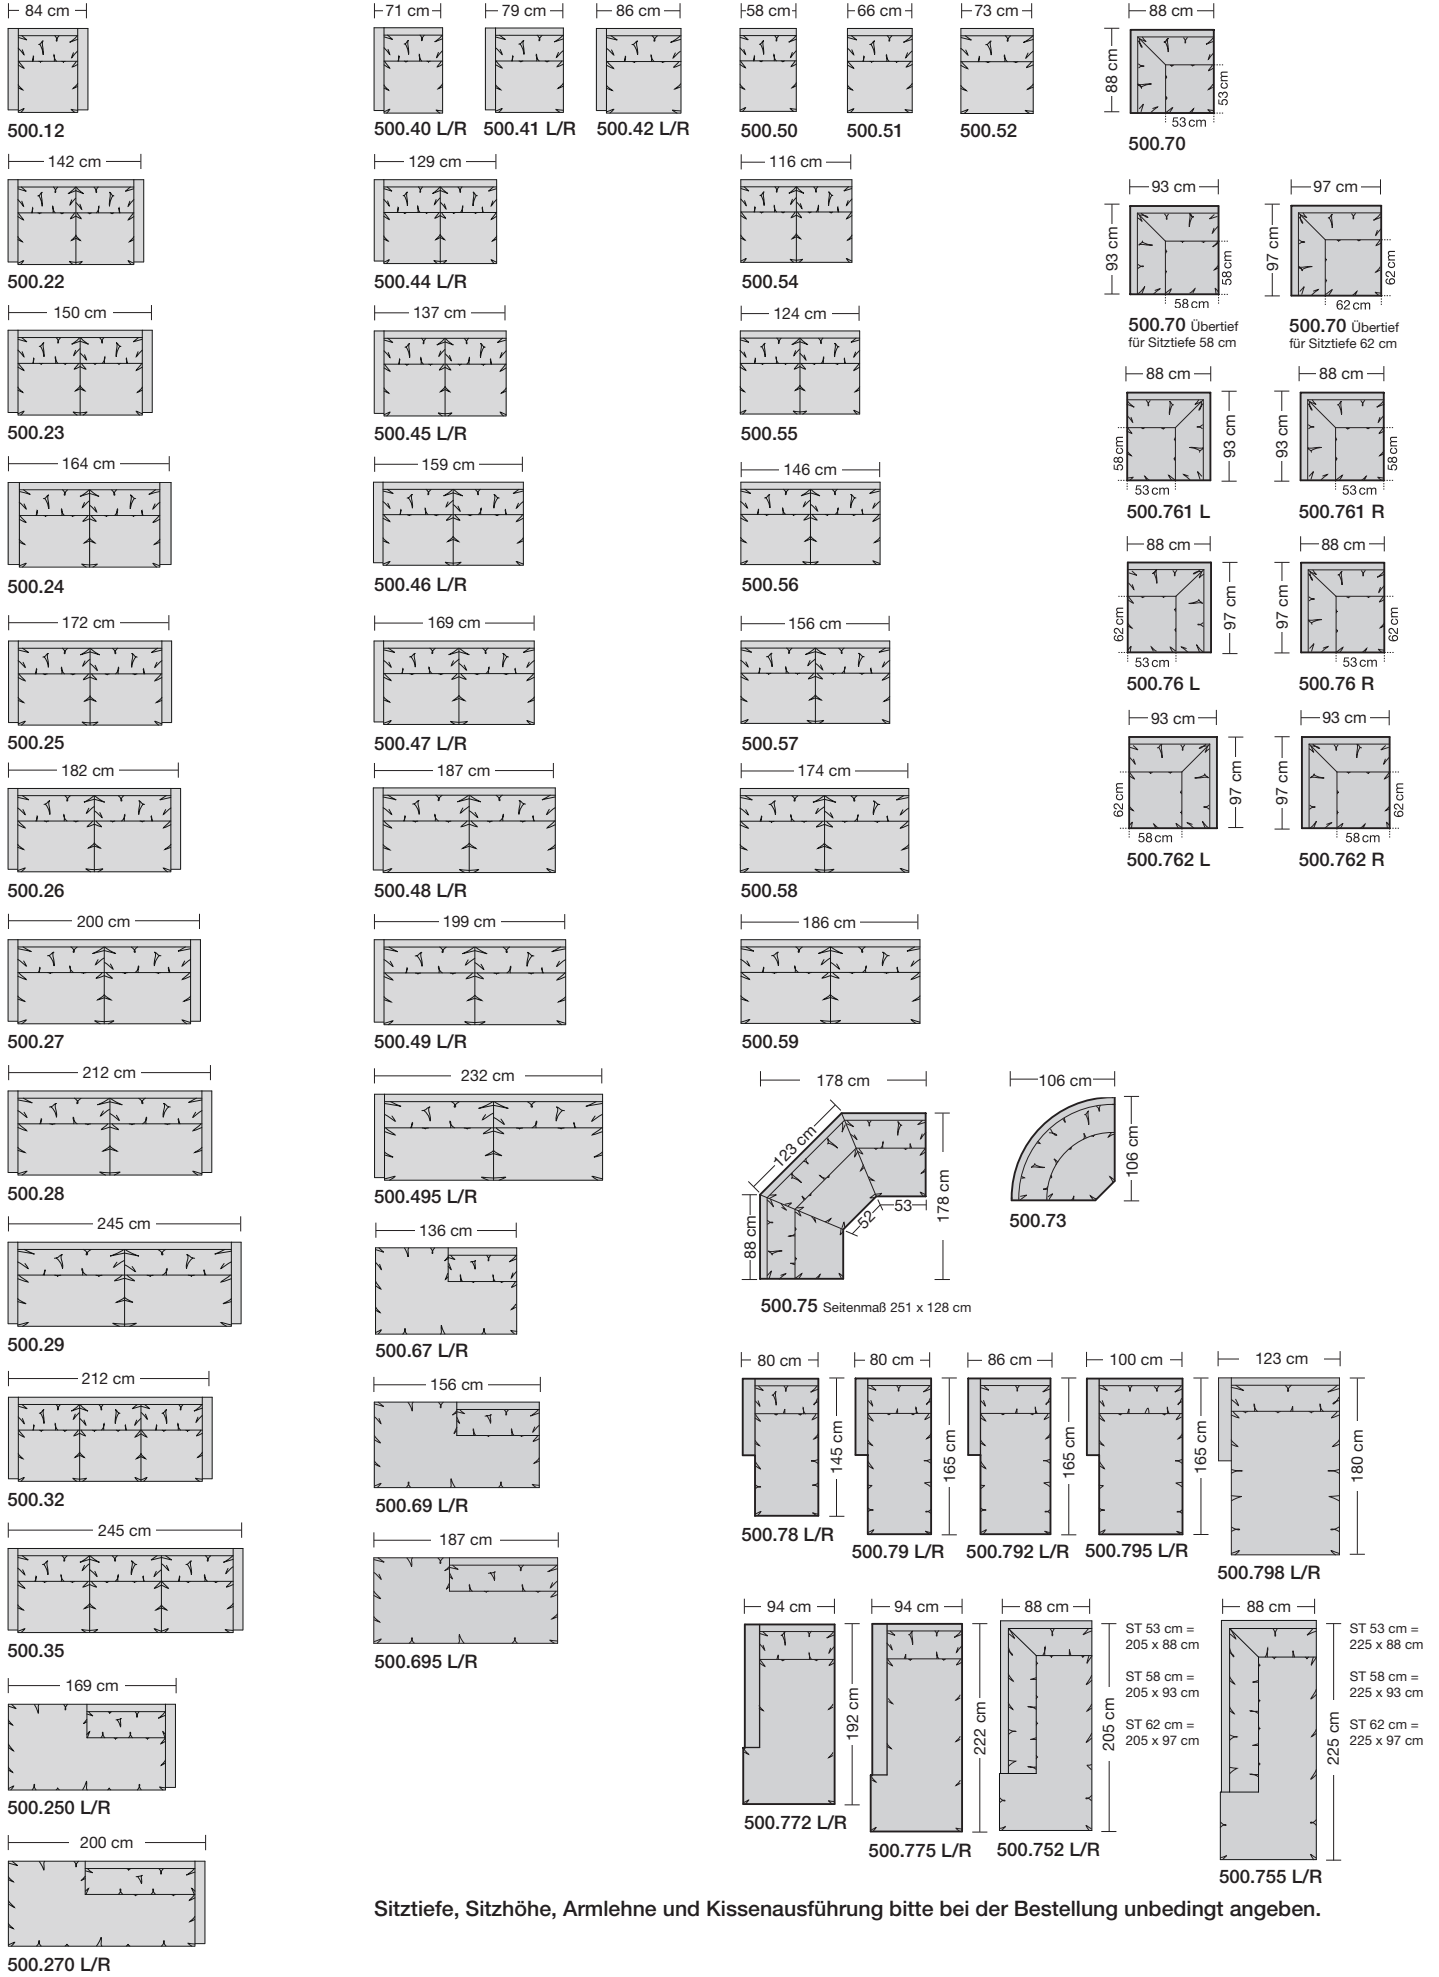 84 cm
500.12
142 cm
500.22
150 cm
500.23
164 cm
500.24
172 cm
500.25
182 cm
500.26
200 cm
500.27
212 cm
500.28
245 cm
500.29
212 cm
500.32
245 cm
500.35
169 cm
500.250 L/R
200 cm
500.270 L/R
71 cm 79 cm 86 cm
500.40 L/R 500.41 L/R 500.42 L/R
129 cm
500.44 L/R
137 cm
500.45 L/R
159 cm
500.46 L/R
169 cm
500.47 L/R
187 cm
500.48 L/R
199 cm
500.49 L/R
232 cm
500.495 L/R
136 cm
500.67 L/R
156 cm
500.69 L/R
187 cm
500.695 L/R
58 cm 66 cm 73 cm
500.50 500.51 500.52
116 cm
500.54
124 cm
500.55
146 cm
500.56
156 cm
500.57
174 cm
500.58
186 cm
500.59
88 cm
88 cm
53 cm
53 cm
500.70
93 cm
93 cm
58 cm
58 cm
500.70 Übertief
für Sitztiefe 58 cm
97 cm
97 cm
62 cm
62 cm
500.70 Übertief
für Sitztiefe 62 cm
88 cm
58 cm
93 cm
53 cm
500.761 L
88 cm
93 cm
58 cm
53 cm
500.761 R
88 cm
62 cm
97 cm
53 cm
500.76 L
88 cm
97 cm
62 cm
53 cm
500.76 R
93 cm
62 cm
97 cm
58 cm
500.762 L
93 cm
97 cm
62 cm
58 cm
500.762 R
178 cm
123 cm
88 cm
178 cm
52
53
500.75 Seitenmaß 251 x 128 cm
106 cm
106 cm
500.73
80 cm
145 cm
500.78 L/R
80 cm
165 cm
500.79 L/R
86 cm
165 cm
500.792 L/R
100 cm
165 cm
500.795 L/R
123 cm
180 cm
500.798 L/R
94 cm
192 cm
500.772 L/R
94 cm
222 cm
500.775 L/R
88 cm
205 cm
ST 53 cm =
205 x 88 cm
ST 58 cm =
205 x 93 cm
ST 62 cm =
205 x 97 cm
500.752 L/R
88 cm
225 cm
ST 53 cm =
225 x 88 cm
ST 58 cm =
225 x 93 cm
ST 62 cm =
225 x 97 cm
500.755 L/R
Sitztiefe, Sitzhöhe, Armlehne und Kissenausführung bitte bei der Bestellung unbedingt angeben.